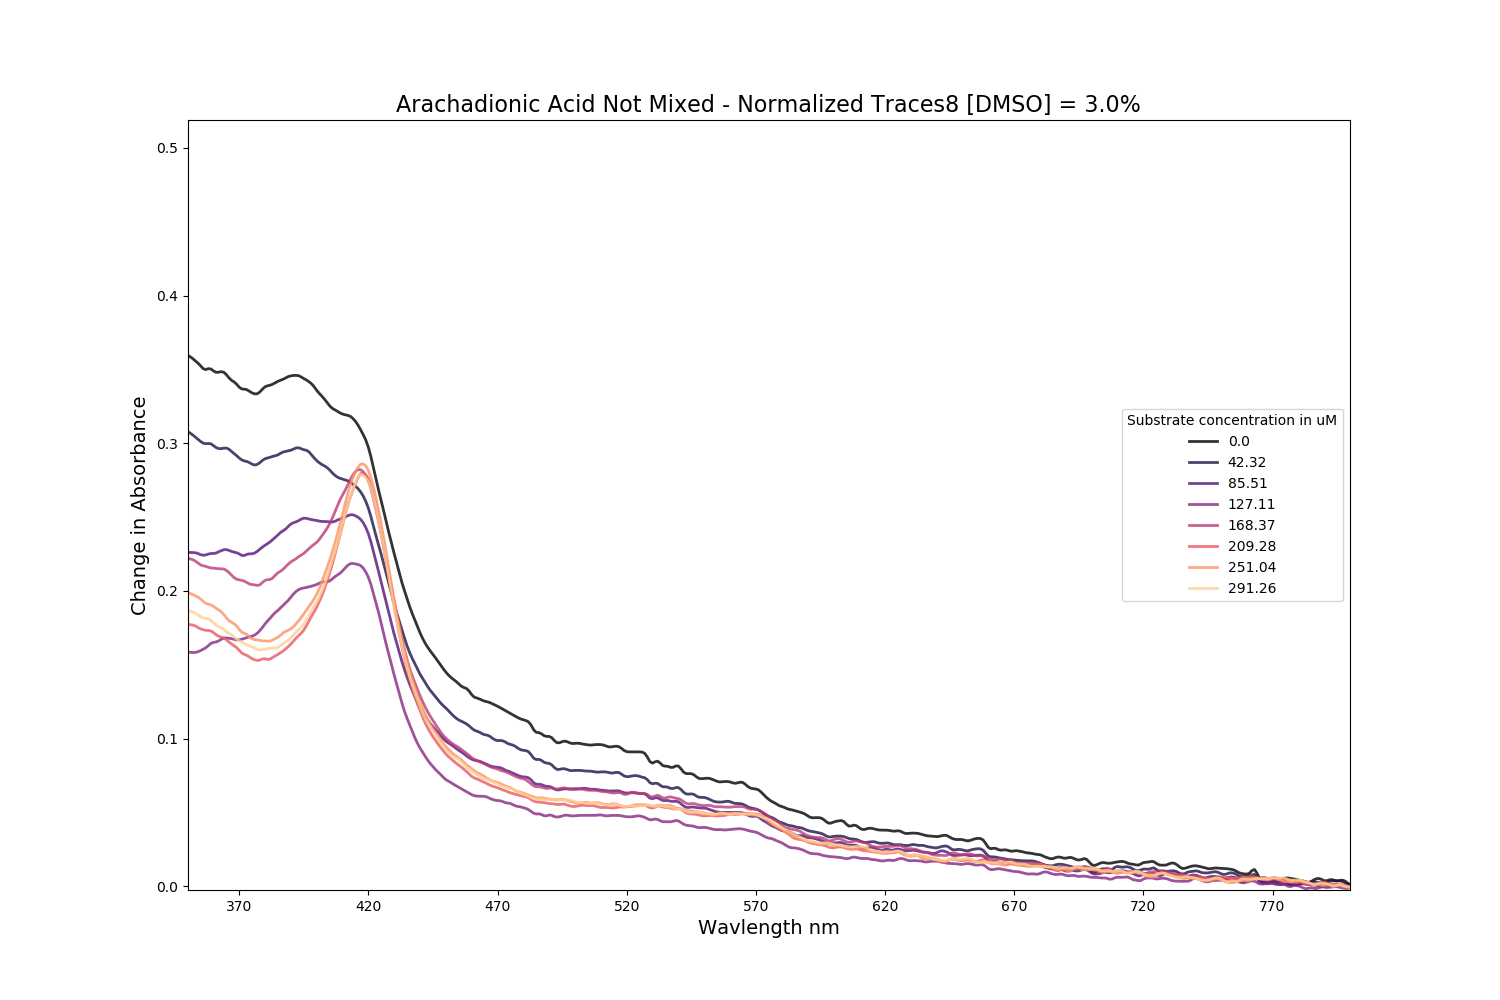 Arachadionic Acid Not Mixed - Normalized Traces8 [DMSO] = 3.0%
0.5
0.4
0.3
0.2
0.1
0.0
Change in Absorbance
Substrate concentration in uM
0.0
42.32
85.51
127.11
168.37
209.28
251.04
291.26
370 420 470 520 570 620 670 720 770
Wavlength nm